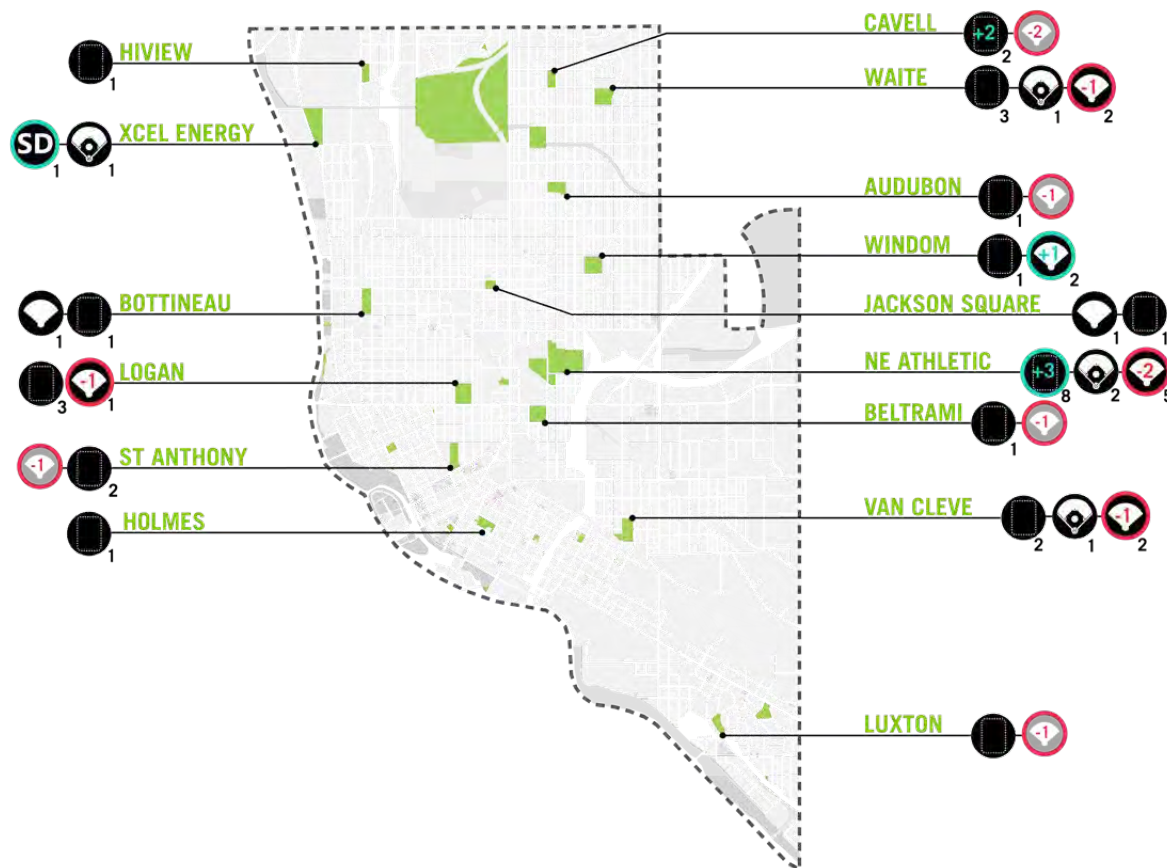 HIVIEW
1
SD 1 1 XCEL ENERGY
1 1 BOTTINEAU
3 -1 1 LOGAN
-1 2 ST ANTHONY
1 HOLMES
CAVELL +2 2 -2
WAITE 3 1 -1 2
AUDUBON 1 -1
WINDOM 1 +1 2
JACKSON SQUARE 1 1
NE ATHLETIC +3 8 2 -2 5
BELTRAMI 1 -1
VAN CLEVE 2 1 -1 2
LUXTON 1 -1